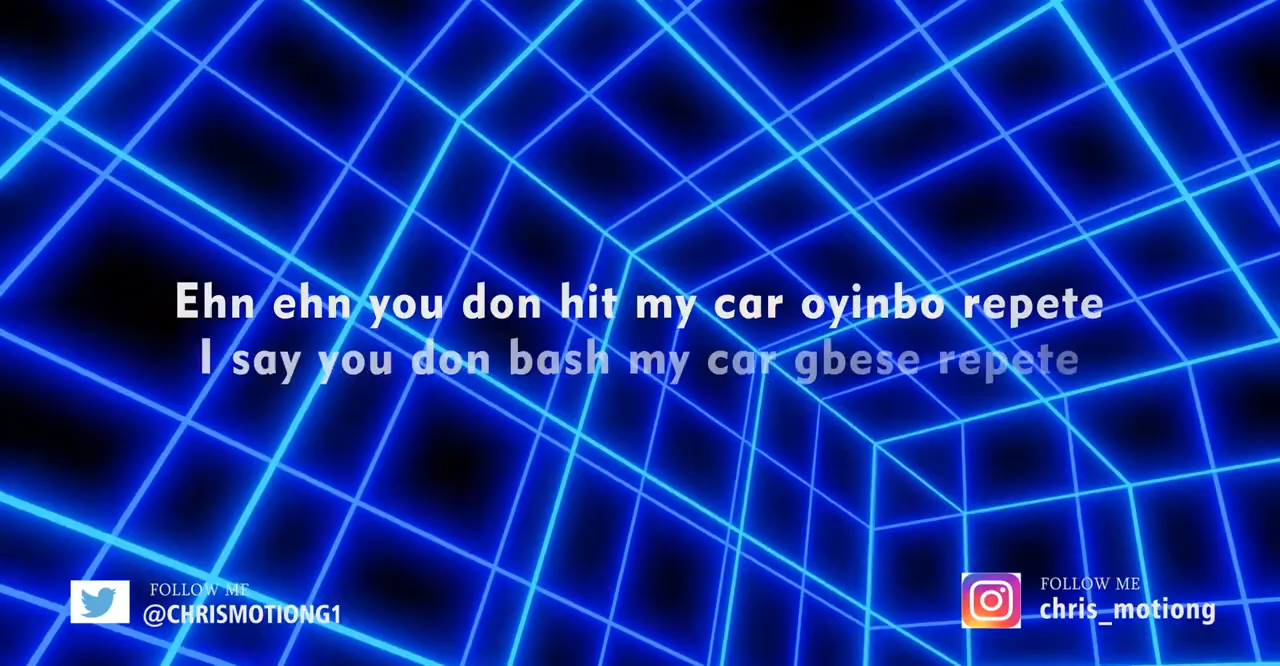 Ehn ehn you don hit my car oyinbo repete
I say you don bash my car gbese repete
FOLLOW ME
@CHRISMOTIONG1
FOLLOW ME
chris_motiong